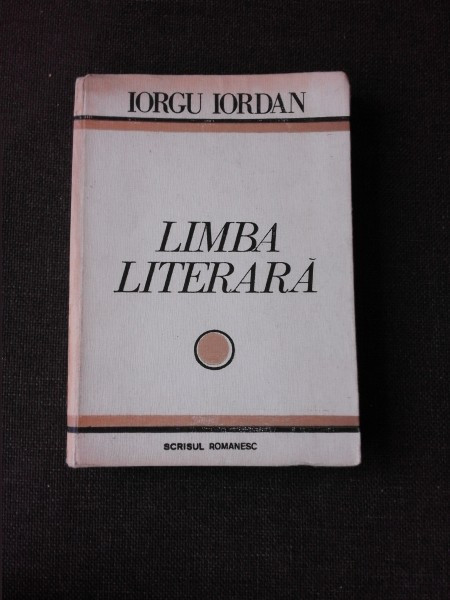 IORGU IORDAN
LIMBA
LITERARĂ
SCRISUL ROMANESC